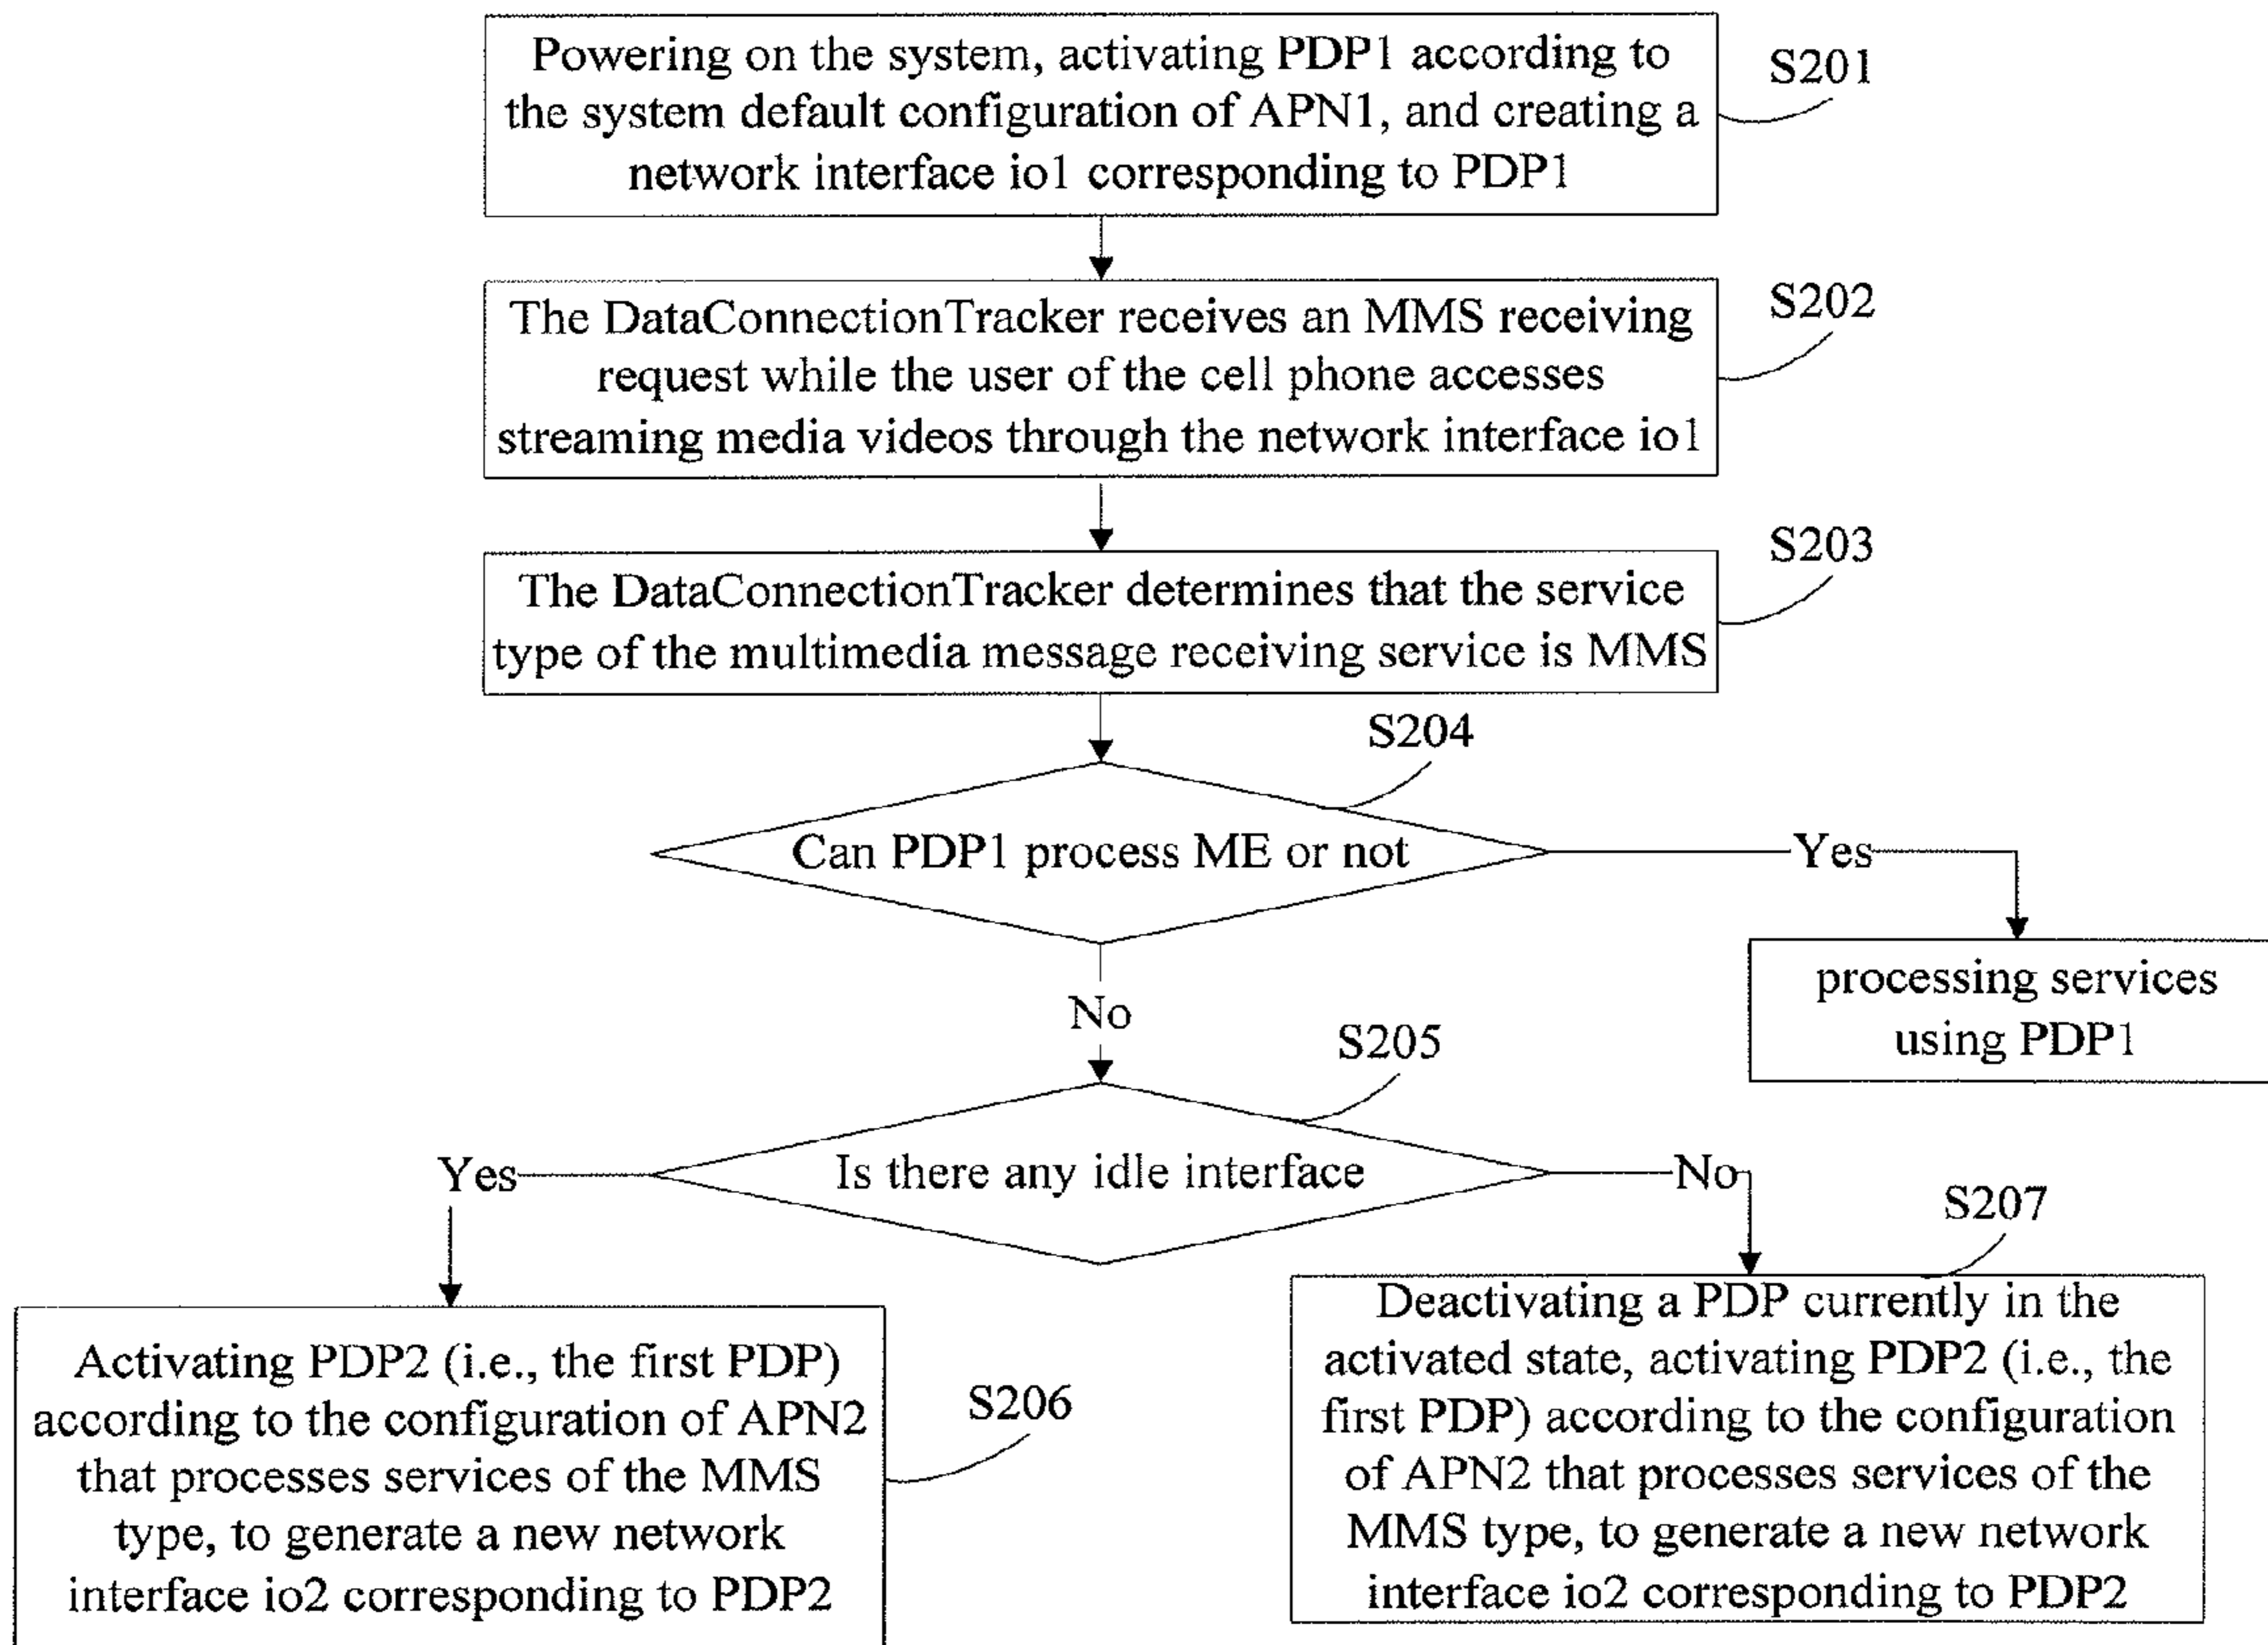 Powering on the system, activating PDP1 according to
the system default configuration of APN1, and creating a
network interface io1 corresponding to PDP1
S201
The DataConnectionTracker receives an MMS receiving
request while the user of the cell phone accesses
streaming media videos through the network interface io1
S202
The DataConnectionTracker determines that the service
type of the multimedia message receiving service is MMS
S203
S204
Can PDP1 process ME or not
Yes
processing services
using PDP1
No
S205
Is there any idle interface
Yes
No
S207
Activating PDP2 (i.e., the first PDP)
according to the configuration of APN2
that processes services of the MMS
type, to generate a new network
interface io2 corresponding to PDP2
S206
Deactivating a PDP currently in the
activated state, activating PDP2 (i.e., the
first PDP) according to the configuration
of APN2 that processes services of the
MMS type, to generate a new network
interface io2 corresponding to PDP2